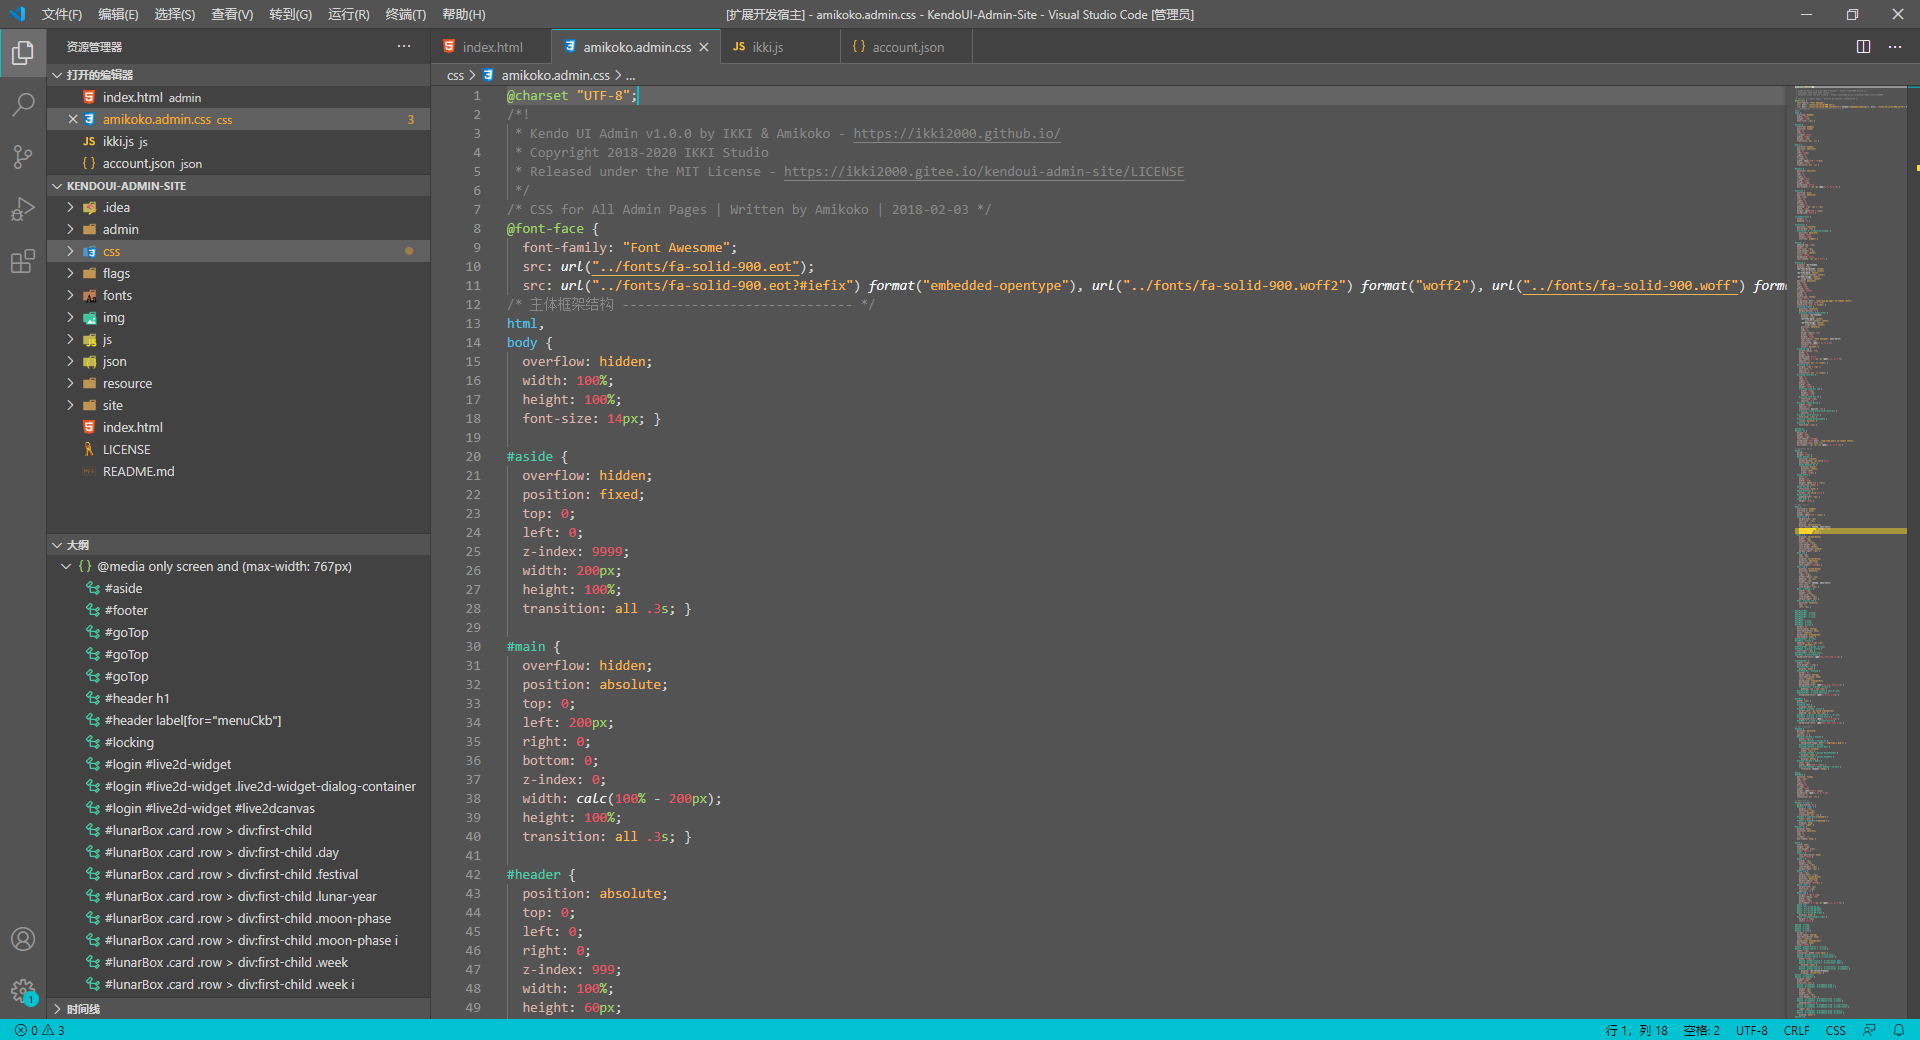 文件(F) 编辑(E) 选择(S) 查看(V) 转到(G) 运行(R) 终端(T) 帮助(H)
[扩展开发宿主] - amikoko.admin.css - KendoUI-Admin-Site - Visual Studio Code [管理员]
资源管理器
打开的编辑器
index.html admin
amikoko.admin.css css 3
JS ikki.js js
{} account.json json
KENDOUI-ADMIN-SITE
.idea
admin
css
flags
fonts
img
js
json
resource
site
index.html
LICENSE
README.md
大纲
{} @media only screen and (max-width: 767px)
#aside
#footer
#goTop
#goTop
#goTop
#header h1
#header label[for="menuCkb"]
#locking
#login #live2d-widget
#login #live2d-widget .live2d-widget-dialog-container
#login #live2d-widget #live2dcanvas
#lunarBox .card .row > div:first-child
#lunarBox .card .row > div:first-child .day
#lunarBox .card .row > div:first-child .festival
#lunarBox .card .row > div:first-child .lunar-year
#lunarBox .card .row > div:first-child .moon-phase
#lunarBox .card .row > div:first-child .moon-phase i
#lunarBox .card .row > div:first-child .week
#lunarBox .card .row > div:first-child .week i
时间线
index.html amikoko.admin.css JS ikki.js {} account.json
css > amikoko.admin.css > ...
1 @charset "UTF-8";
2 /*!
3 * Kendo UI Admin v1.0.0 by IKKI & Amikoko - https://ikki2000.github.io/
4 * Copyright 2018-2020 IKKI Studio
5 * Released under the MIT License - https://ikki2000.gitee.io/kendoui-admin-site/LICENSE
6 */
7 /* CSS for All Admin Pages | Written by Amikoko | 2018-02-03 */
8 @font-face {
9 font-family: "Font Awesome";
10 src: url("../fonts/fa-solid-900.eot");
11 src: url("../fonts/fa-solid-900.eot?#iefix") format("embedded-opentype"), url("../fonts/fa-solid-900.woff2") format("woff2"), url("../fonts/fa-solid-900.woff") form
12 /* 主体框架结构 ------------------------------ */
13 html,
14 body {
15 overflow: hidden;
16 width: 100%;
17 height: 100%;
18 font-size: 14px; }
19
20 #aside {
21 overflow: hidden;
22 position: fixed;
23 top: 0;
24 left: 0;
25 z-index: 9999;
26 width: 200px;
27 height: 100%;
28 transition: all .3s; }
29
30 #main {
31 overflow: hidden;
32 position: absolute;
33 top: 0;
34 left: 200px;
35 right: 0;
36 bottom: 0;
37 z-index: 0;
38 width: calc(100% - 200px);
39 height: 100%;
40 transition: all .3s; }
41
42 #header {
43 position: absolute;
44 top: 0;
45 left: 0;
46 right: 0;
47 z-index: 999;
48 width: 100%;
49 height: 60px;
1
0 3
行 1，列 18 空格: 2 UTF-8 CRLF CSS